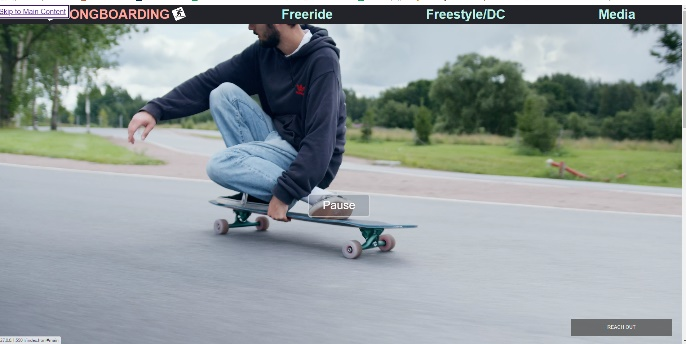 Skip to Main Content
ONGBOARDING
Freeride
Freestyle/DC
Media
Pause
REACH OUT